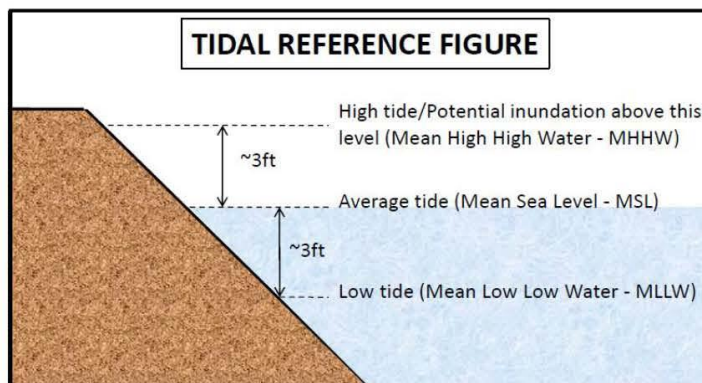 TIDAL REFERENCE FIGURE
High tide/Potential inundation above this
level (Mean High High Water - MHHW)
~3ft
Average tide (Mean Sea Level - MSL)
~3ft
Low tide (Mean Low Low Water - MLLW)